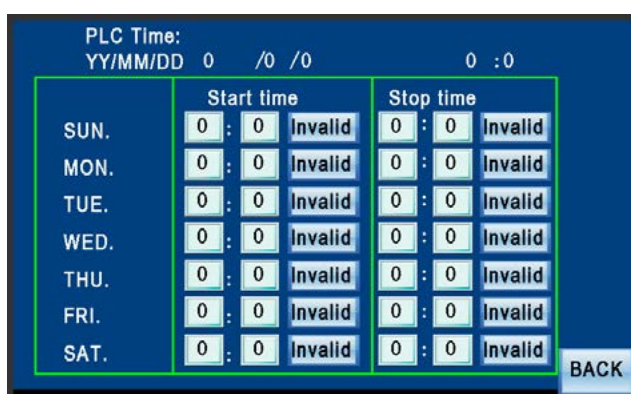 PLC Time:
YY/MM/DD 0 /0 /0 0 :0
Start time Stop time
SUN. 0 : 0 Invalid 0 : 0 Invalid
MON. 0 : 0 Invalid 0 : 0 Invalid
TUE. 0 : 0 Invalid 0 : 0 Invalid
WED. 0 : 0 Invalid 0 : 0 Invalid
THU. 0 : 0 Invalid 0 : 0 Invalid
FRI. 0 : 0 Invalid 0 : 0 Invalid
SAT. 0 : 0 Invalid 0 : 0 Invalid
BACK